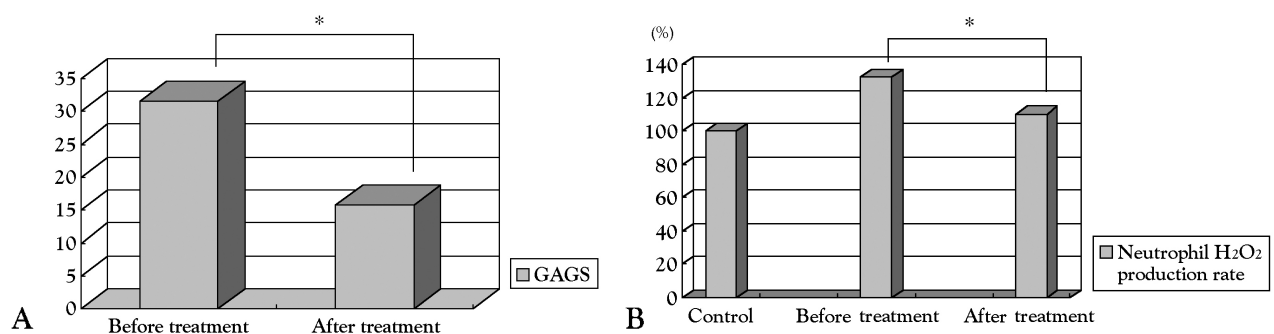 *
35
30
25
20
15
10
5
0
Before treatment
After treatment
GAGS
A
(%)
*
140
120
100
80
60
40
20
0
Control
Before treatment
After treatment
Neutrophil H2O2
production rate
B